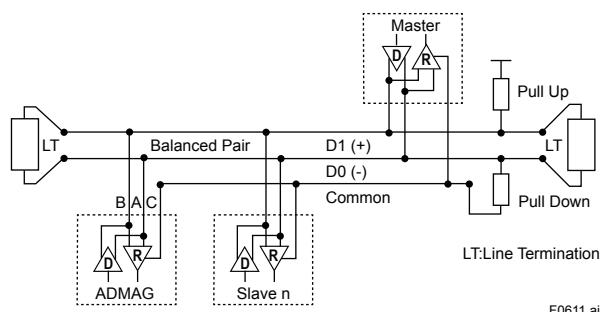 Master
D
R
Pull Up
LT
Balanced Pair
D1 (+)
LT
D0 (-)
B A C
Common
Pull Down
D
R
D
R
LT:Line Termination
ADMAG
Slave n
F0611.ai